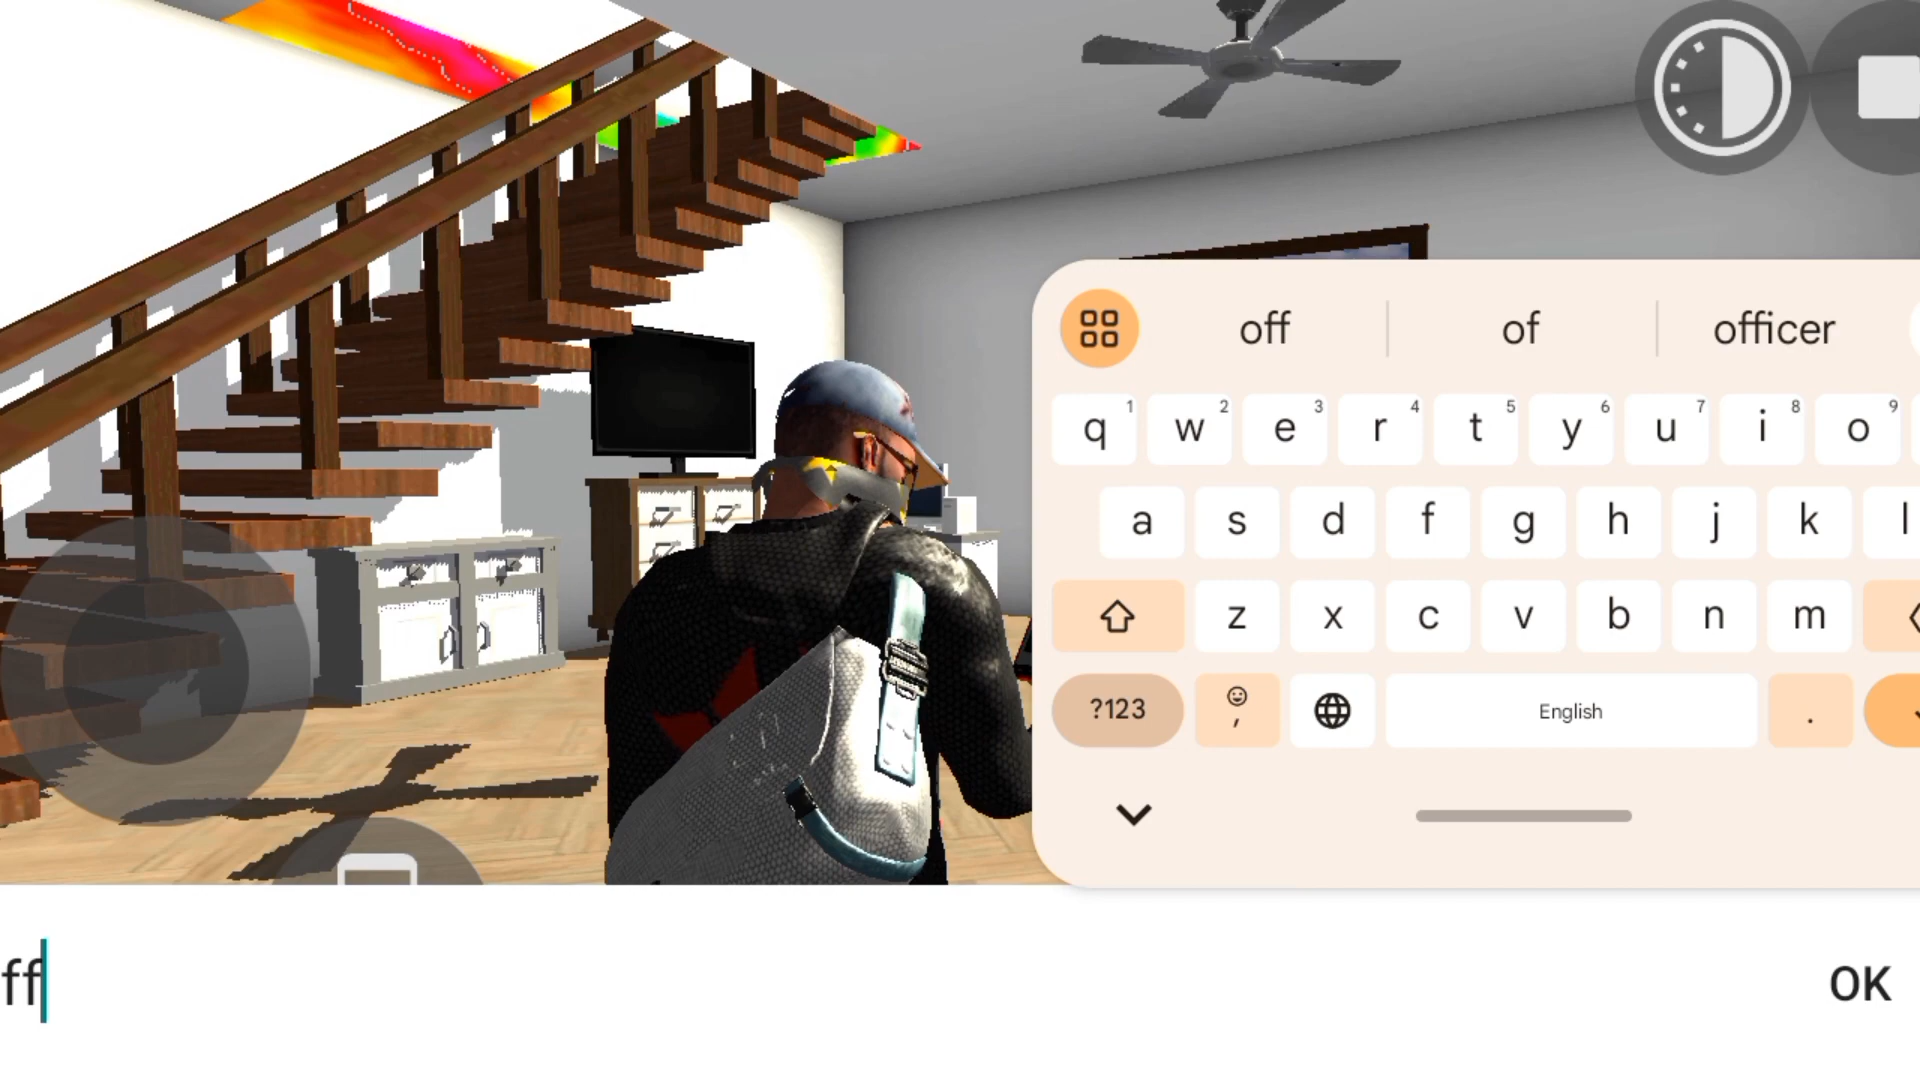 off of officer
q 1 w 2 e 3 r 4 t 5 y 6 u 7 i 8 o 9
a s d f g h j k l
z x c v b n m
?123 , English .
ff OK